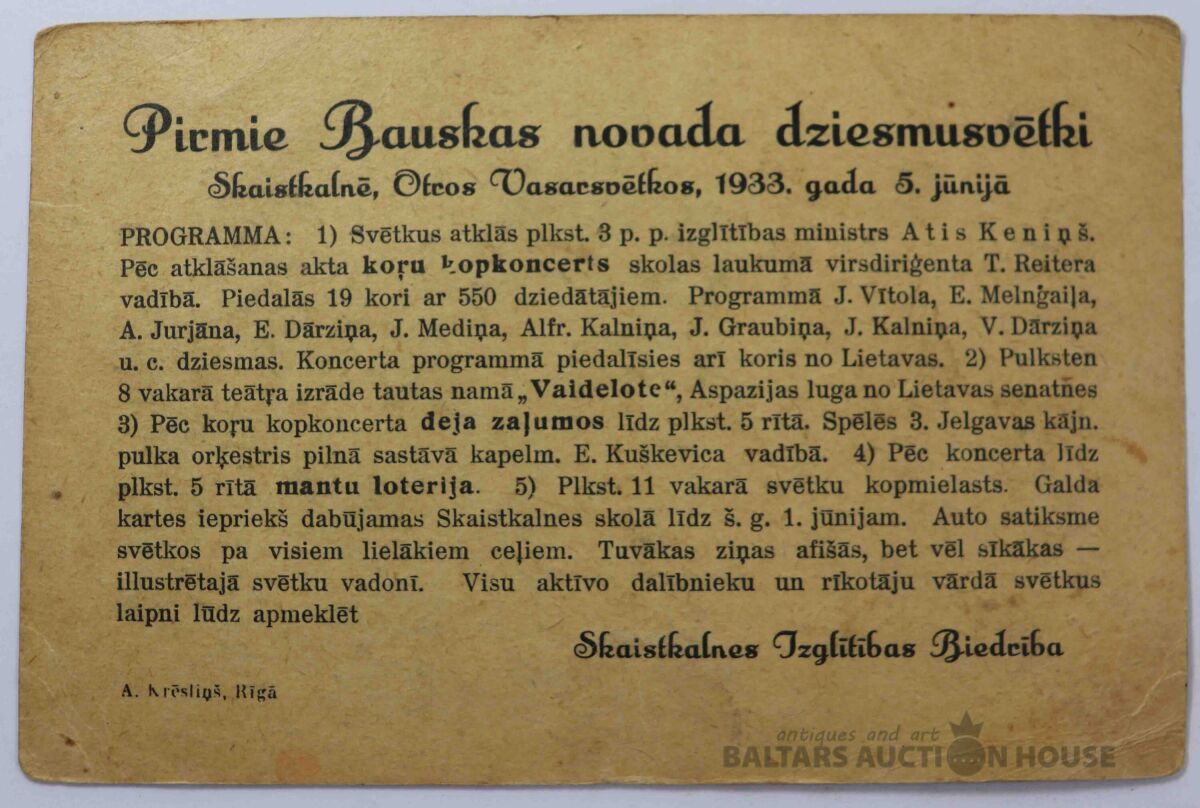 Pirmie Bauskas novada dziesmusvētki
Skaistkalnē, Otros Vasarsvētkos, 1933. gada 5. jūnijā
PROGRAMMA: 1) Svētkus atklās plkst. 3 p. p. izglītības ministrs Atis Keniņš.
Pēc atklāšanas akta koŗu kopkoncerts skolas laukumā virsdiriģenta T. Reitera
vadībā. Piedalās 19 kori ar 550 dziedātājiem. Programmā J. Vītola, E. Melnģaiļa,
A. Jurjāna, E. Dārziņa, J. Mediņa, Alfr. Kalniņa, J. Graubiņa, J. Kalniņa, V. Dārziņa
u. c. dziesmas. Koncerta programmā piedalīsies arī koris no Lietavas. 2) Pulksten
8 vakarā teātŗa izrāde tautas namā „Vaidelote“, Aspazijas luga no Lietavas senatnes
3) Pēc koŗu kopkoncerta deja zaļumos līdz plkst. 5 rītā. Spēlēs 3. Jelgavas kājn.
pulka orķestris pilnā sastāvā kapelm. E. Kuškevica vadībā. 4) Pēc koncerta līdz
plkst. 5 rītā mantu loterija. 5) Plkst. 11 vakarā svētku kopmielasts. Galda
kartes iepriekš dabūjamas Skaistkalnes skolā līdz š. g. 1. jūnijam. Auto satiksme
svētkos pa visiem lielākiem ceļiem. Tuvākas ziņas afišās, bet vēl sīkākas —
illustrētajā svētku vadonī. Visu aktīvo dalībnieku un rīkotāju vārdā svētkus
laipni lūdz apmeklēt
Skaistkalnes Izglītības Biedrība
A. Krēsliņš, Rīgā
antiques and art
BALTARS AUCTION HOUSE